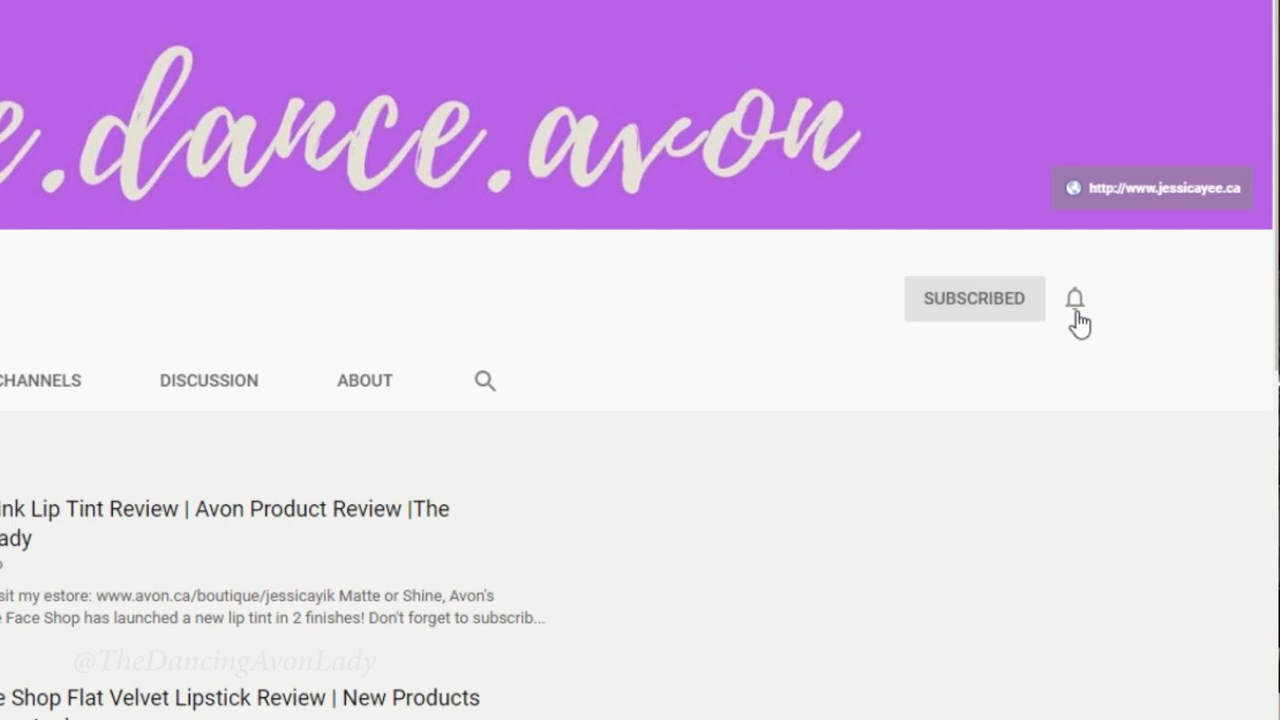 e.dance.avon
http://www.jessicayee.ca
SUBSCRIBED
CHANNELS DISCUSSION ABOUT
Ink Lip Tint Review | Avon Product Review |The
ady
sit my estore: www.avon.ca/boutique/jessicayik Matte or Shine, Avon's
e Face Shop has launched a new lip tint in 2 finishes! Don't forget to subscrib...
@TheDancingAvonLady
e Shop Flat Velvet Lipstick Review | New Products